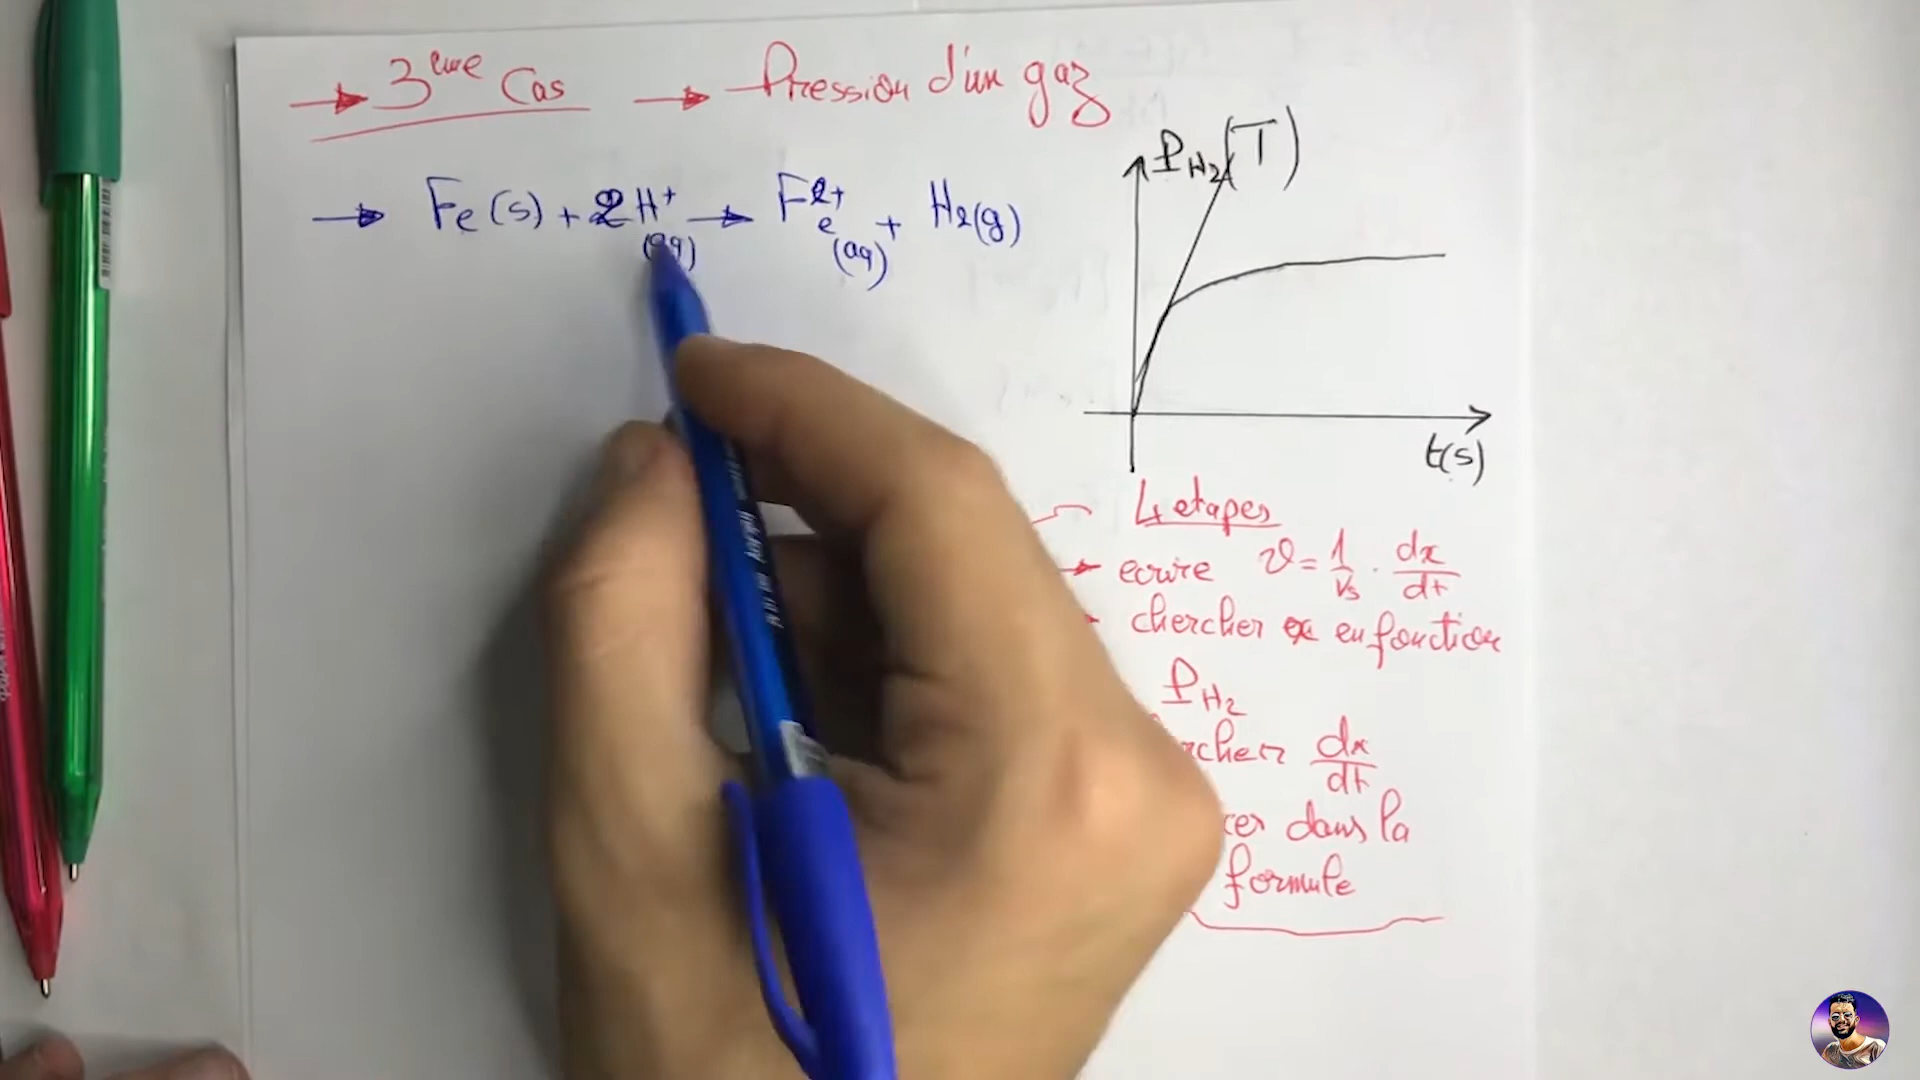 → 3ème Cas → Pression d'un gaz
→ Fe(s) + 2H+(aq) → Fe2+(aq) + H2(g)
PH2 (T)
t(s)
4 etapes
→ ecrire v = 1/Vs . dx/dt
chercher x en fonction
PH2
dx/dt
dans la
formule